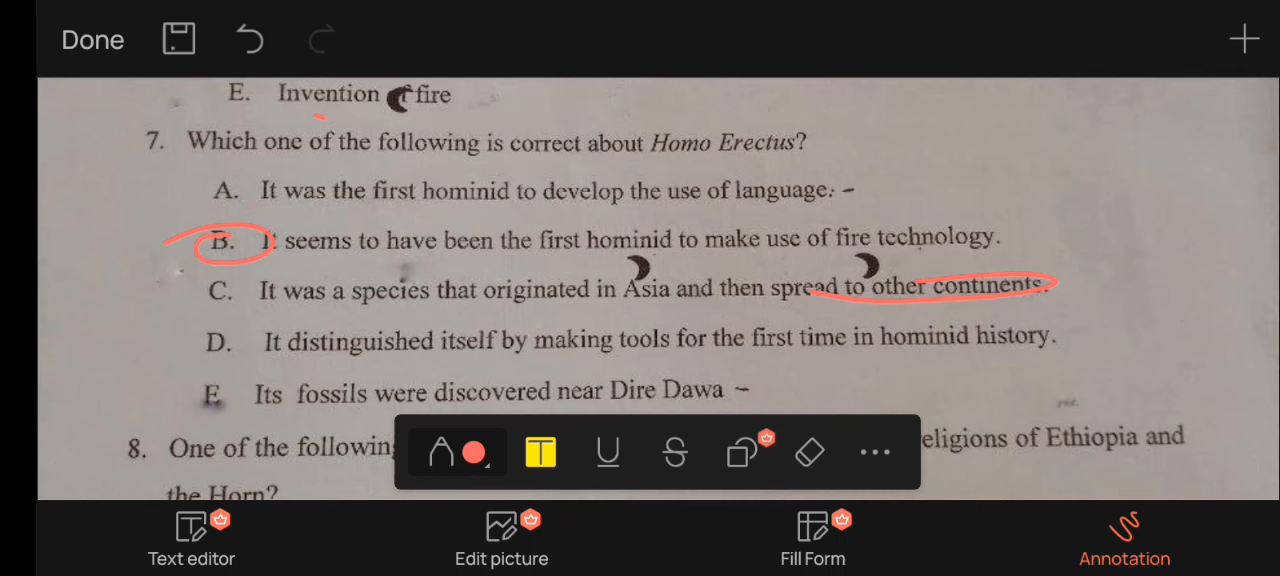 Done
E. Invention of fire
7. Which one of the following is correct about Homo Erectus?
A. It was the first hominid to develop the use of language. -
B. It seems to have been the first hominid to make use of fire technology.
C. It was a species that originated in Asia and then spread to other continents.
D. It distinguished itself by making tools for the first time in hominid history.
E. Its fossils were discovered near Dire Dawa ~
8. One of the following eligions of Ethiopia and
the Horn?
T
Text editor Edit picture Fill Form Annotation